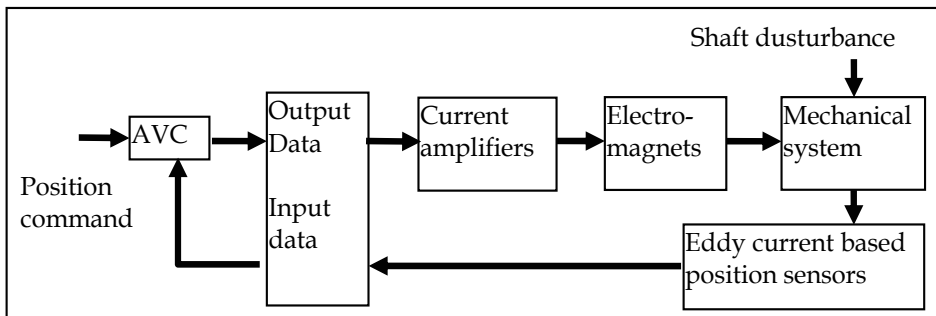 Shaft dusturbance
AVC
Output
Data
Input
data
Current
amplifiers
Electro-
magnets
Mechanical
system
Position
command
Eddy current based
position sensors